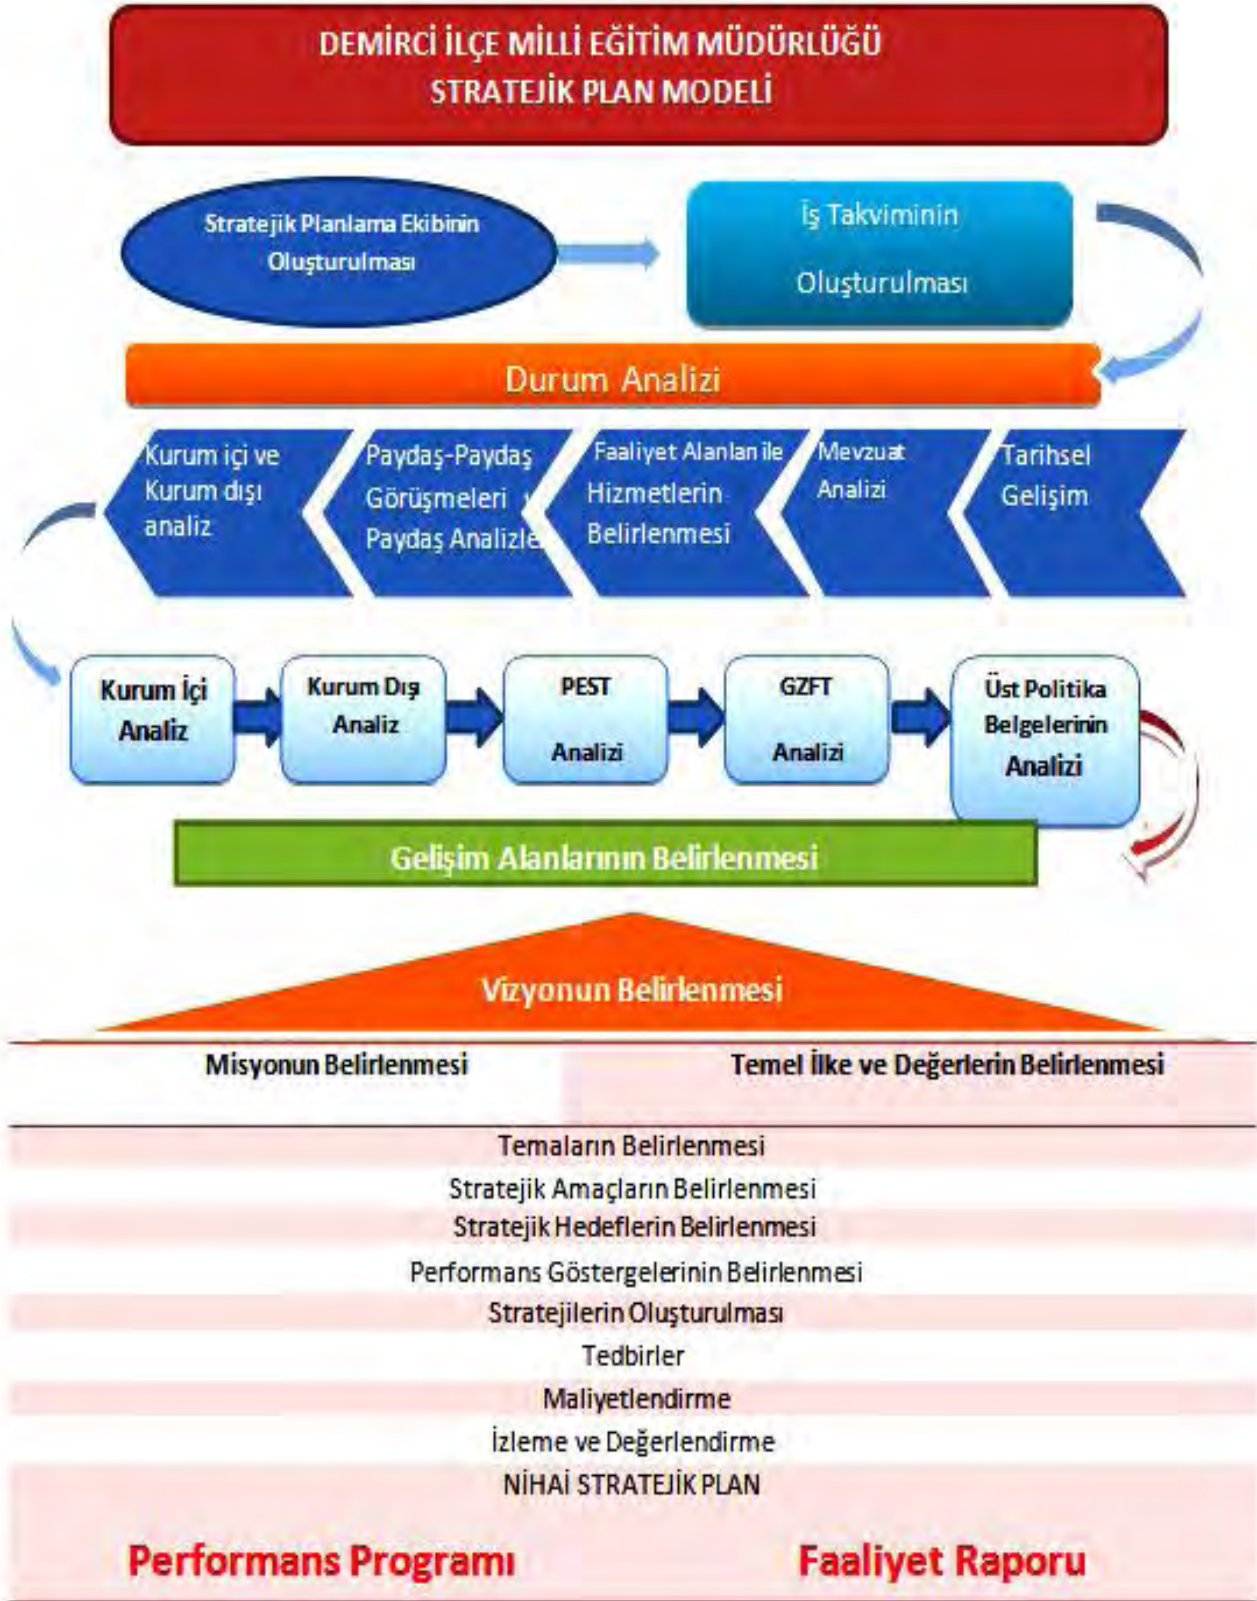 DEMİRCİ İLÇE MİLLİ EĞİTİM MÜDÜRLÜĞÜ
STRATEJİK PLAN MODELİ
Stratejik Planlama Ekibinin
Oluşturulması
İş Takviminin
Oluşturulması
Durum Analizi
Kurum içi ve
Kurum dışı
analiz
Paydaş-Paydaş
Görüşmeleri
Paydaş Analizle
Faaliyet Alanları ile
Hizmetlerin
Belirlenmesi
Mevzuat
Analizi
Tarihsel
Gelişim
Kurum İçi
Analiz
Kurum Dışı
Analiz
PEST
Analizi
GZFT
Analizi
Üst Politika
Belgelerinin
Analizi
Gelişim Alanlarının Belirlenmesi
Vizyonun Belirlenmesi
Misyonun Belirlenmesi
Temel İlke ve Değerlerin Belirlenmesi
Temaların Belirlenmesi
Stratejik Amaçların Belirlenmesi
Stratejik Hedeflerin Belirlenmesi
Performans Göstergelerinin Belirlenmesi
Stratejilerin Oluşturulması
Tedbirler
Maliyetlendirme
İzleme ve Değerlendirme
NİHAİ STRATEJİK PLAN
Performans Programı
Faaliyet Raporu